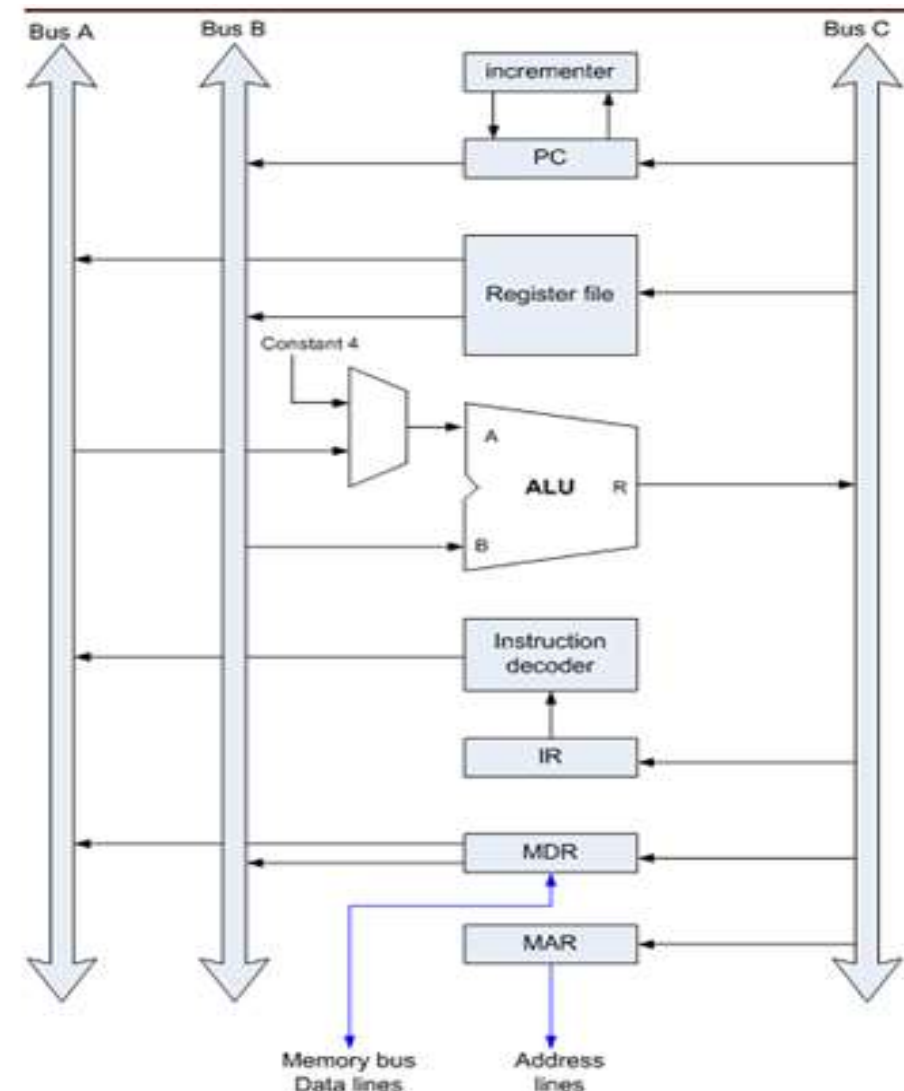 Bus A
Bus B
Bus C
incrementer
PC
Register file
Constant 4
A
ALU
R
B
Instruction
decoder
IR
MDR
MAR
Memory bus
Data lines
Address
lines